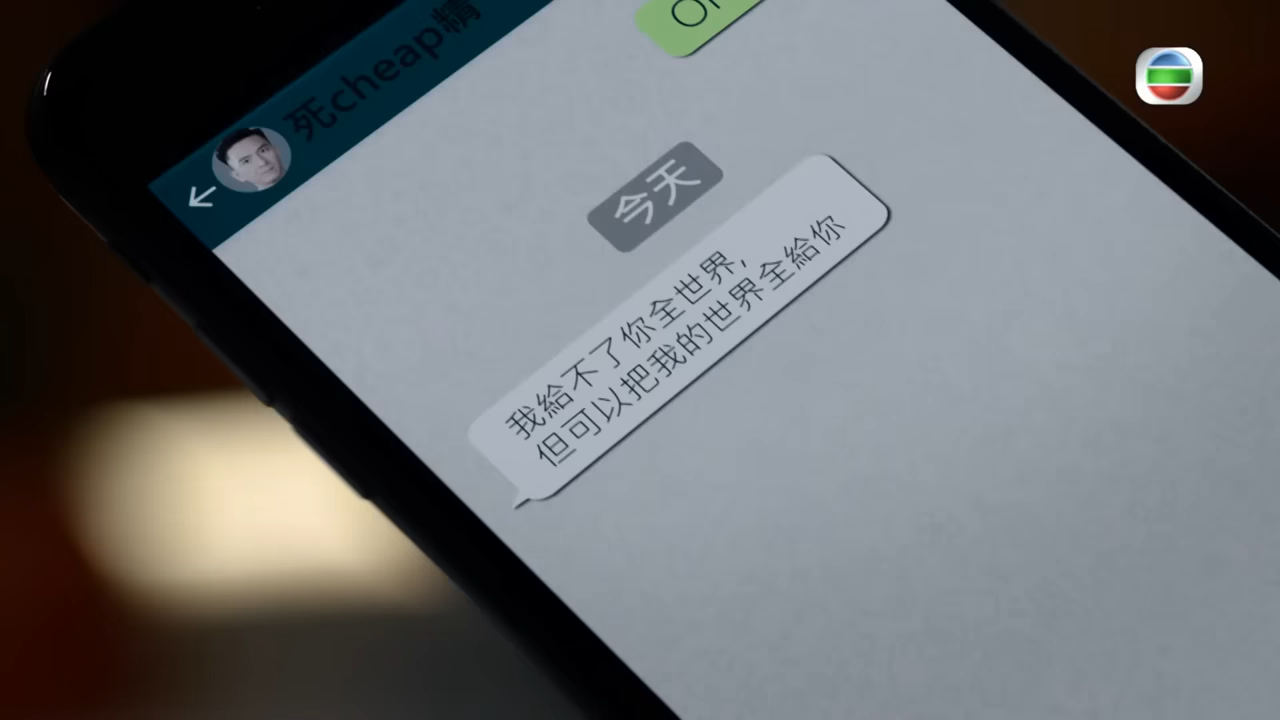 死cheap精
今天
我給不了你全世界,
但可以把我的世界全給你